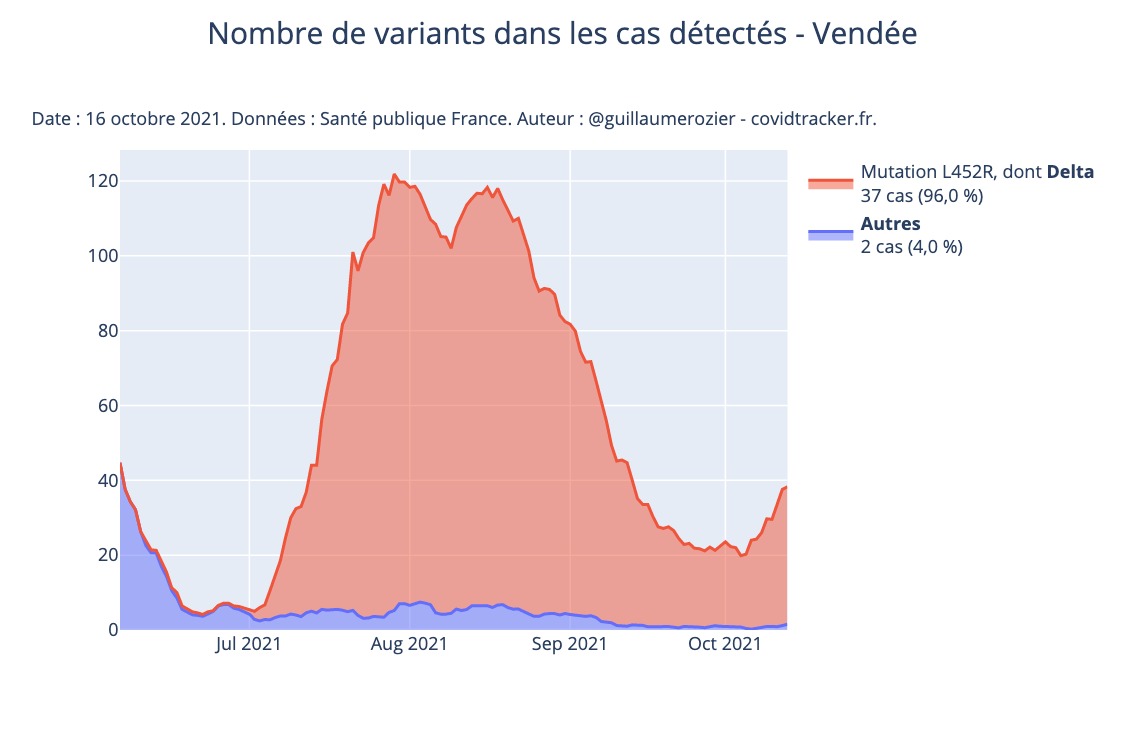 Nombre de variants dans les cas détectés - Vendée
Date : 16 octobre 2021. Données : Santé publique France. Auteur : @guillaumerozier - covidtracker.fr.
Mutation L452R, dont Delta
37 cas (96,0 %)
Autres
2 cas (4,0 %)
120
100
80
60
40
20
0
Jul 2021 Aug 2021 Sep 2021 Oct 2021